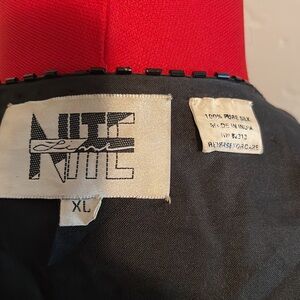 NITE
Line
XL
100% PURE SILK
MADE IN INDIA